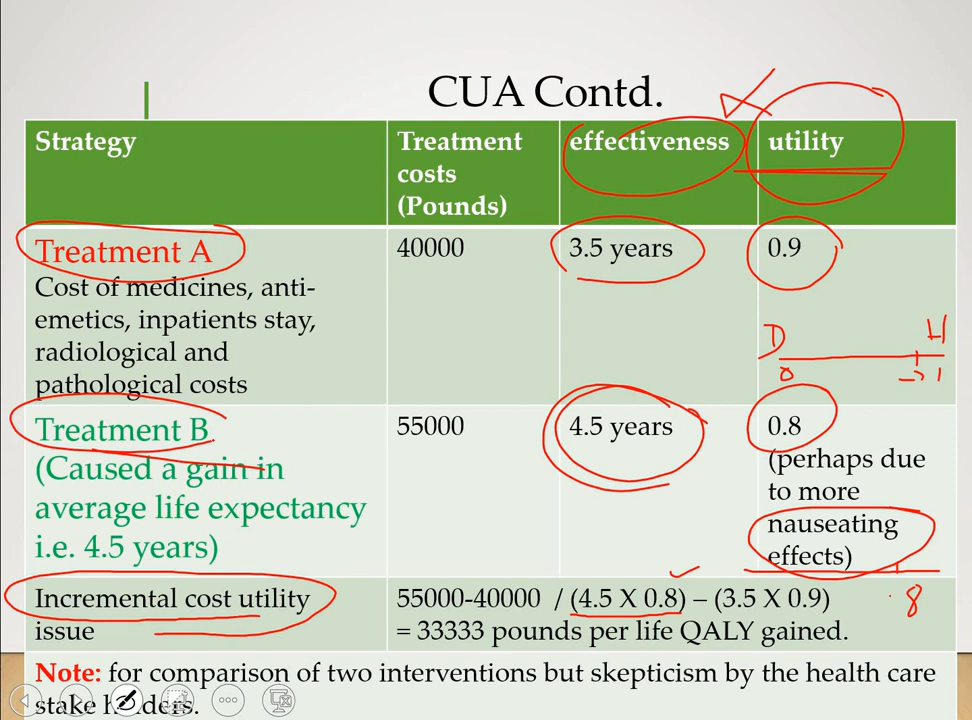 CUA Contd.
Strategy
Treatment
costs
(Pounds)
effectiveness
utility
Treatment A
Cost of medicines, anti-
emetics, inpatients stay,
radiological and
pathological costs
40000
3.5 years
0.9
D H
0 1
Treatment B
(Caused a gain in
average life expectancy
i.e. 4.5 years)
55000
4.5 years
0.8
(perhaps due
to more
nauseating
effects)
Incremental cost utility
issue
55000-40000 / (4.5 X 0.8) – (3.5 X 0.9)
= 33333 pounds per life QALY gained.
.8
Note: for comparison of two interventions but skepticism by the health care
stake holders.